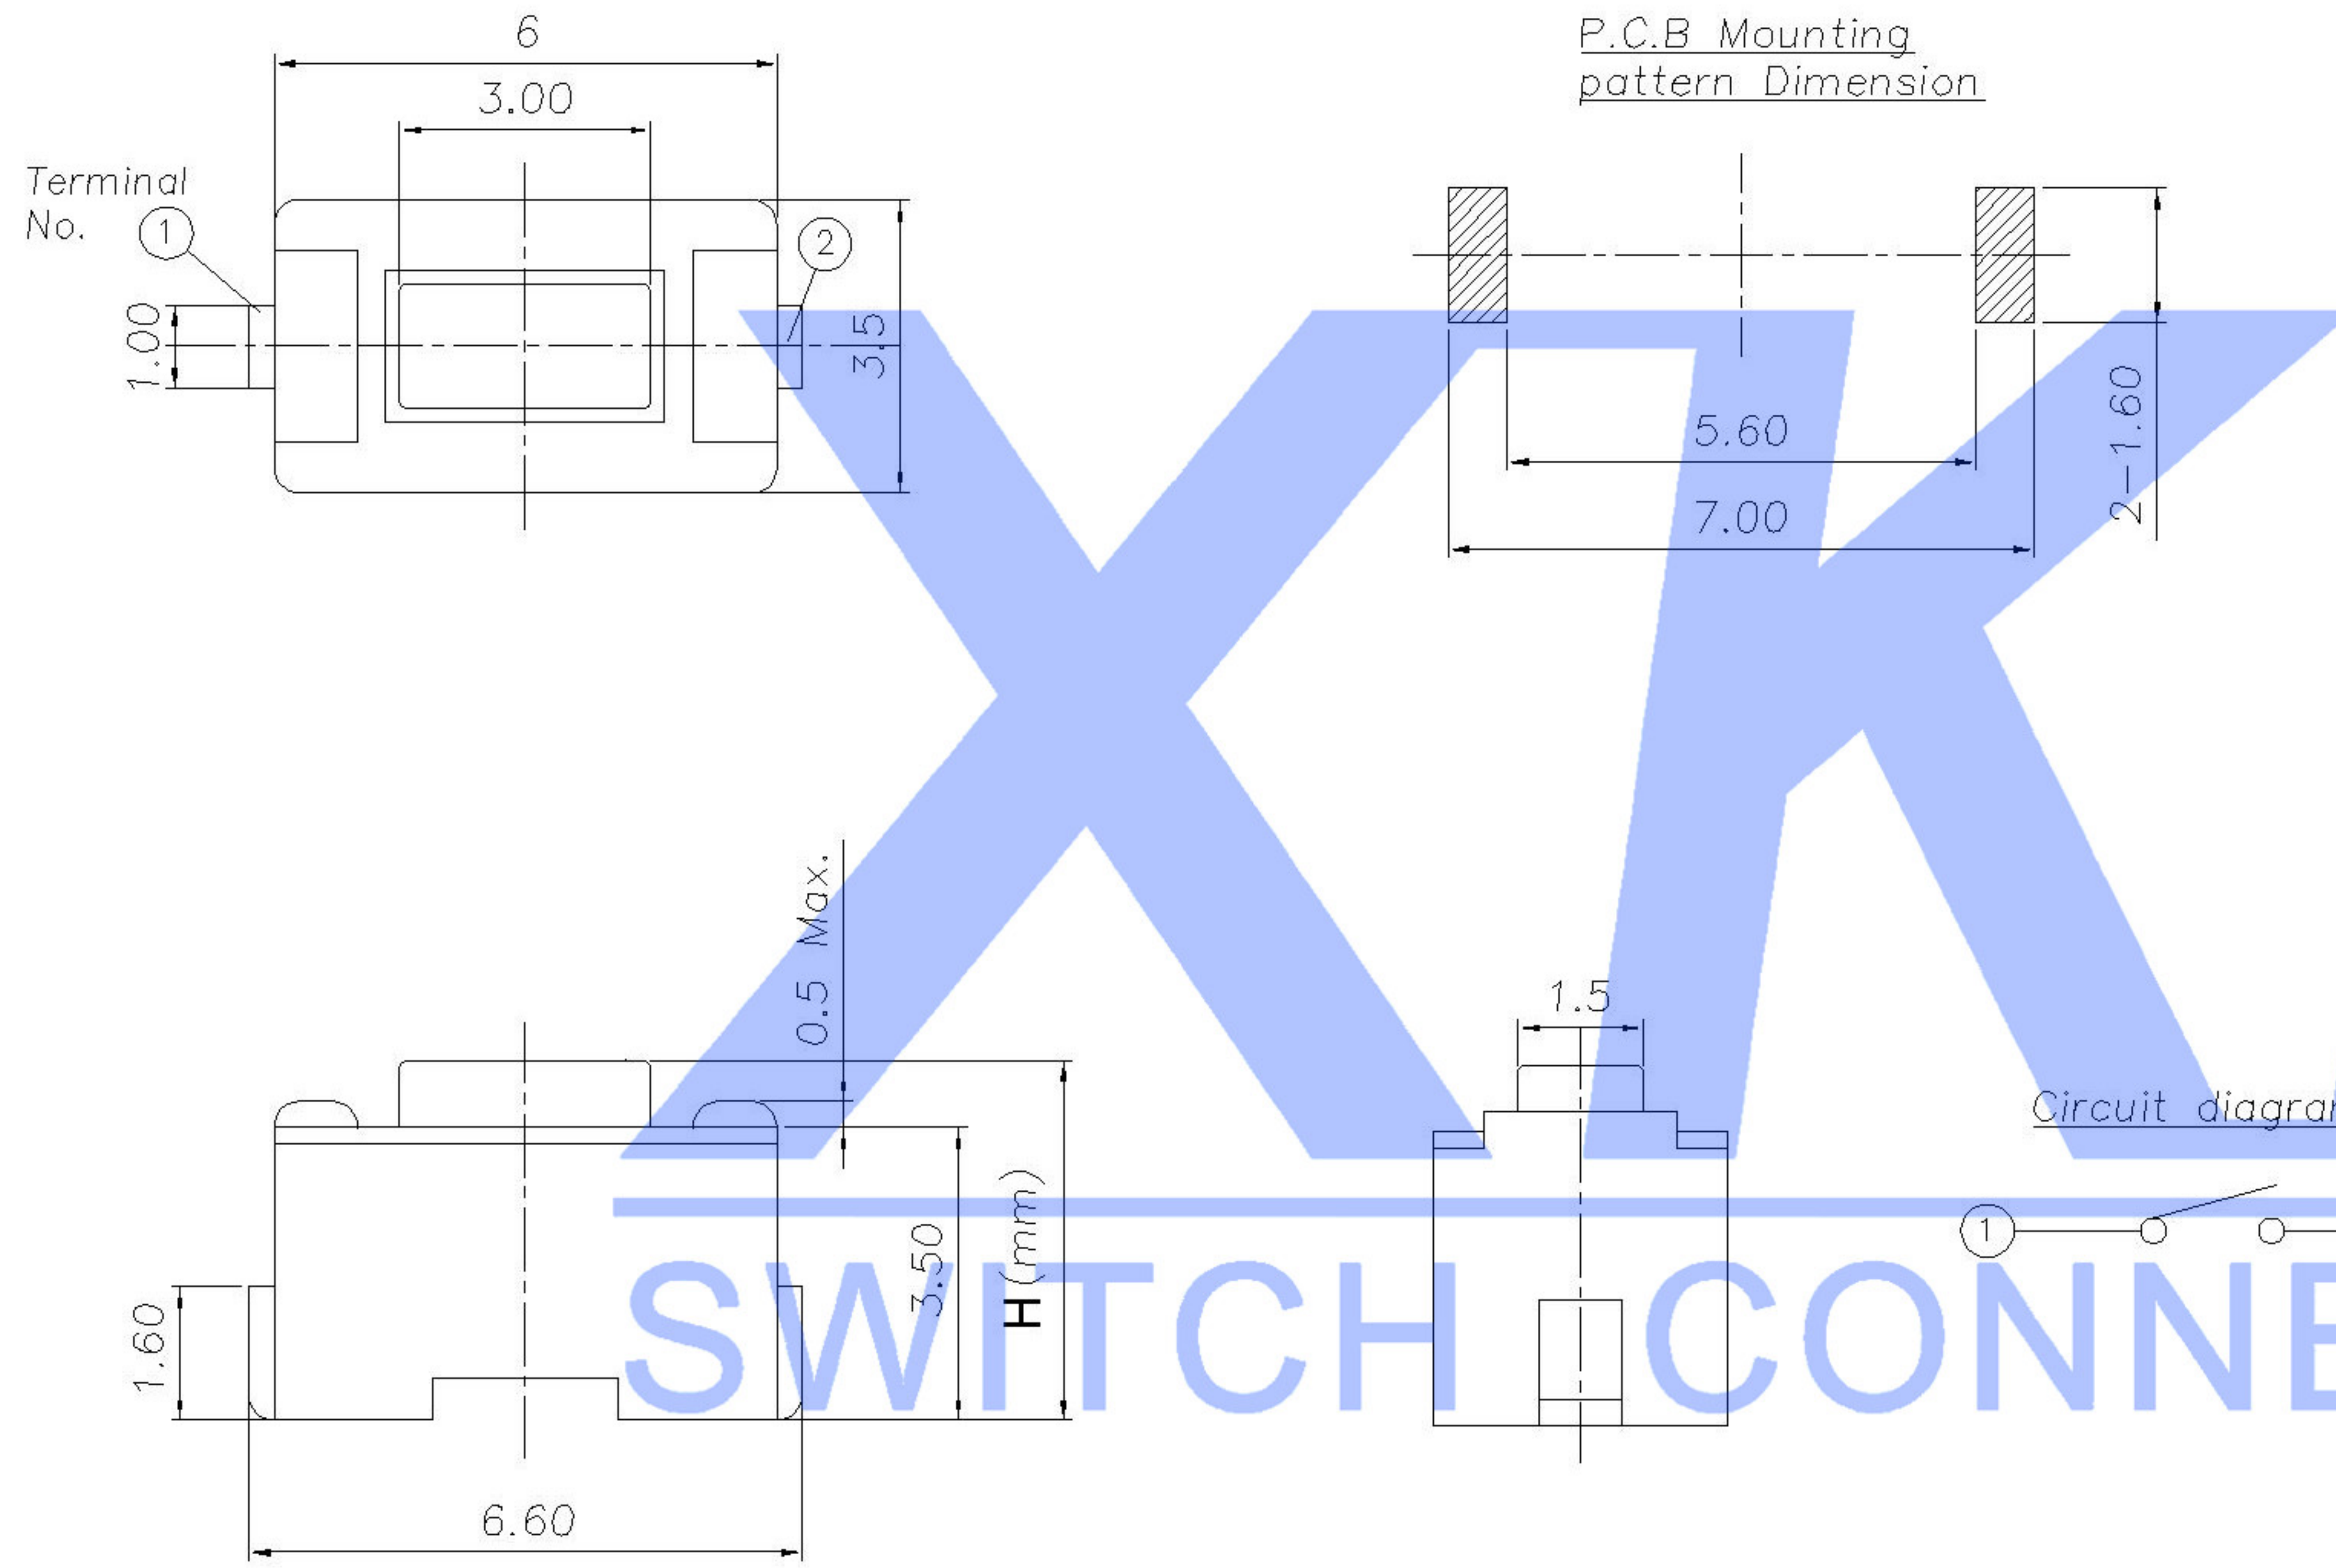 6
3.00
Terminal
No.
1
2
1.00
3.5
P.C.B Mounting
pattern Dimension
5.60
7.00
2-1.60
0.5 Max.
3.50
H(mm)
1.60
6.60
1.5
Circuit diagra
1
XK
SWITCH CONNE